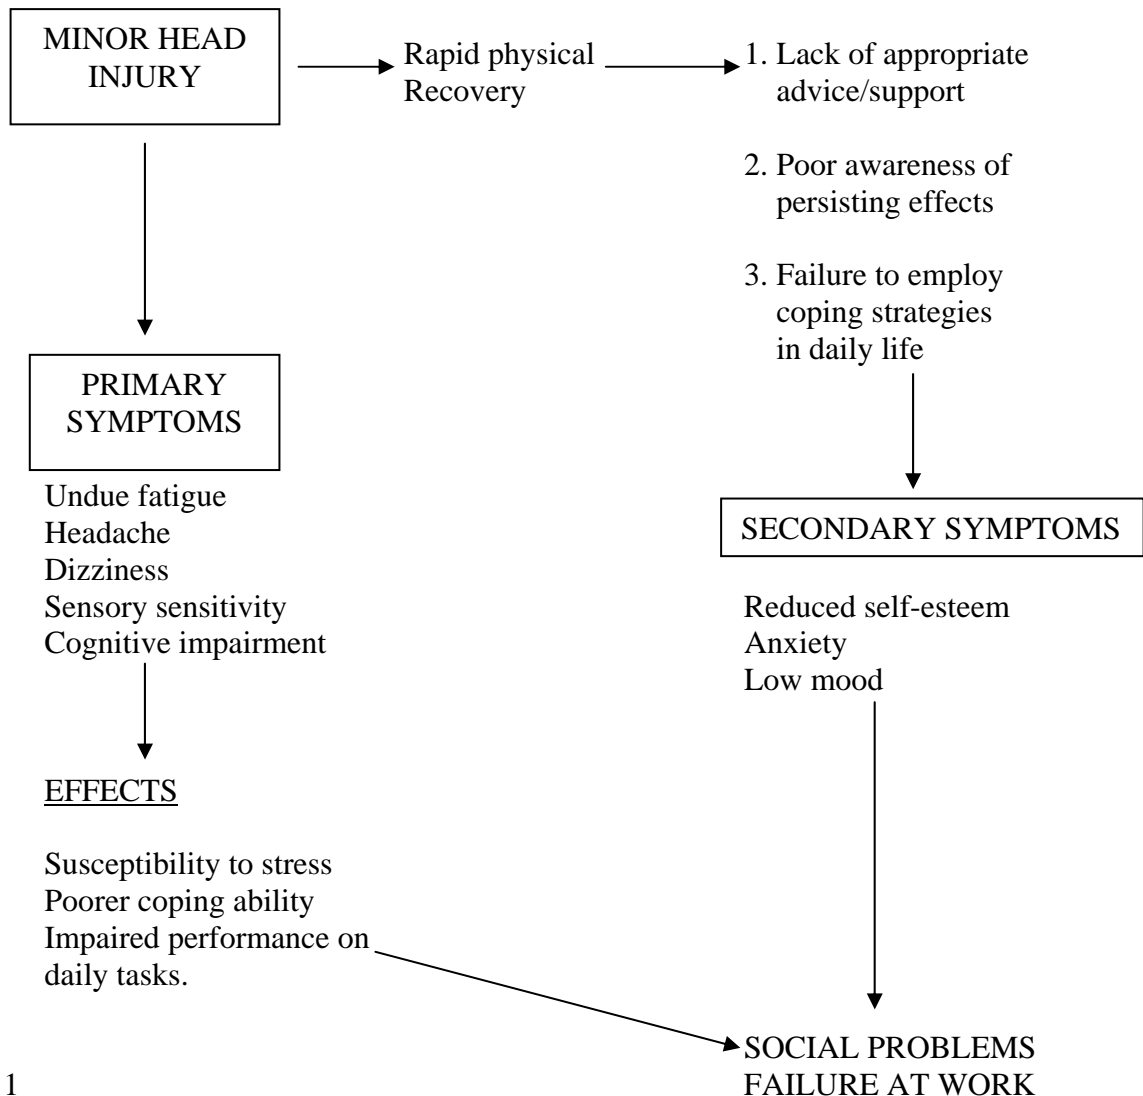 MINOR HEAD
INJURY
Rapid physical
Recovery
1. Lack of appropriate
advice/support
2. Poor awareness of
persisting effects
3. Failure to employ
coping strategies
in daily life
PRIMARY
SYMPTOMS
Undue fatigue
Headache
Dizziness
Sensory sensitivity
Cognitive impairment
SECONDARY SYMPTOMS
Reduced self-esteem
Anxiety
Low mood
EFFECTS
Susceptibility to stress
Poorer coping ability
Impaired performance on
daily tasks.
SOCIAL PROBLEMS
FAILURE AT WORK
1